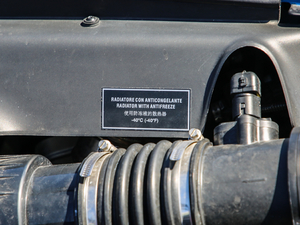 RADIATORE CON ANTICONGELANTE
RADIATOR WITH ANTIFREEZE
使用防冻液的散热器
-40°C (-40°F)